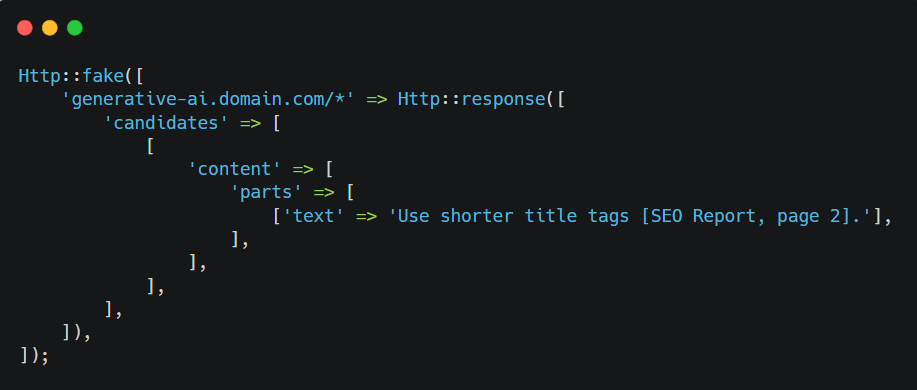 Http::fake([
    'generative-ai.domain.com/*' => Http::response([
        'candidates' => [
            [
                'content' => [
                    'parts' => [
                        ['text' => 'Use shorter title tags [SEO Report, page 2].'],
                    ],
                ],
            ],
        ],
    ]),
]);